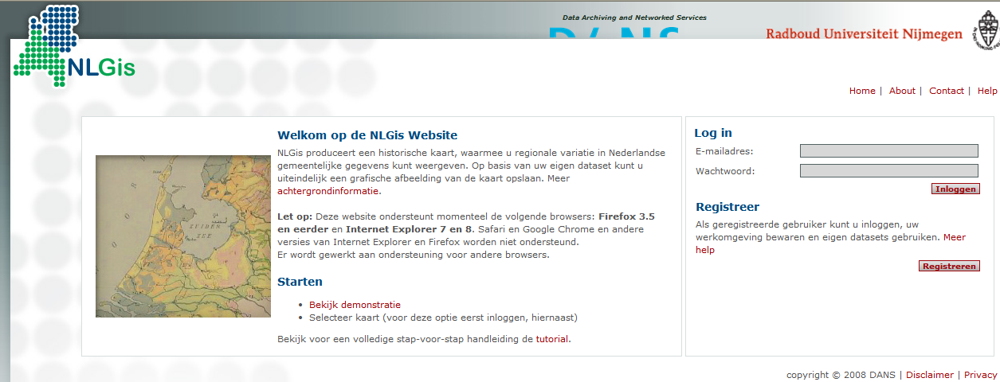 Data Archiving and Networked Services
DANS
Radboud Universiteit Nijmegen
NLGis
Home | About | Contact | Help
Welkom op de NLGis Website
NLGis produceert een historische kaart, waarmee u regionale variatie in Nederlandse
gemeentelijke gegevens kunt weergeven. Op basis van uw eigen dataset kunt u
uiteindelijk een grafische afbeelding van de kaart opslaan. Meer
achtergrondinformatie.
Let op: Deze website ondersteunt momenteel de volgende browsers: Firefox 3.5
en eerder en Internet Explorer 7 en 8. Safari en Google Chrome en andere
versies van Internet Explorer en Firefox worden niet ondersteund.
Er wordt gewerkt aan ondersteuning voor andere browsers.
Starten
• Bekijk demonstratie
• Selecteer kaart (voor deze optie eerst inloggen, hiernaast)
Bekijk voor een volledige stap-voor-stap handleiding de tutorial.
ZUIDER
ZEE
Log in
E-mailadres:
Wachtwoord:
Inloggen
Registreer
Als geregistreerde gebruiker kunt u inloggen, uw
werkomgeving bewaren en eigen datasets gebruiken. Meer
help
Registreren
copyright © 2008 DANS | Disclaimer | Privacy